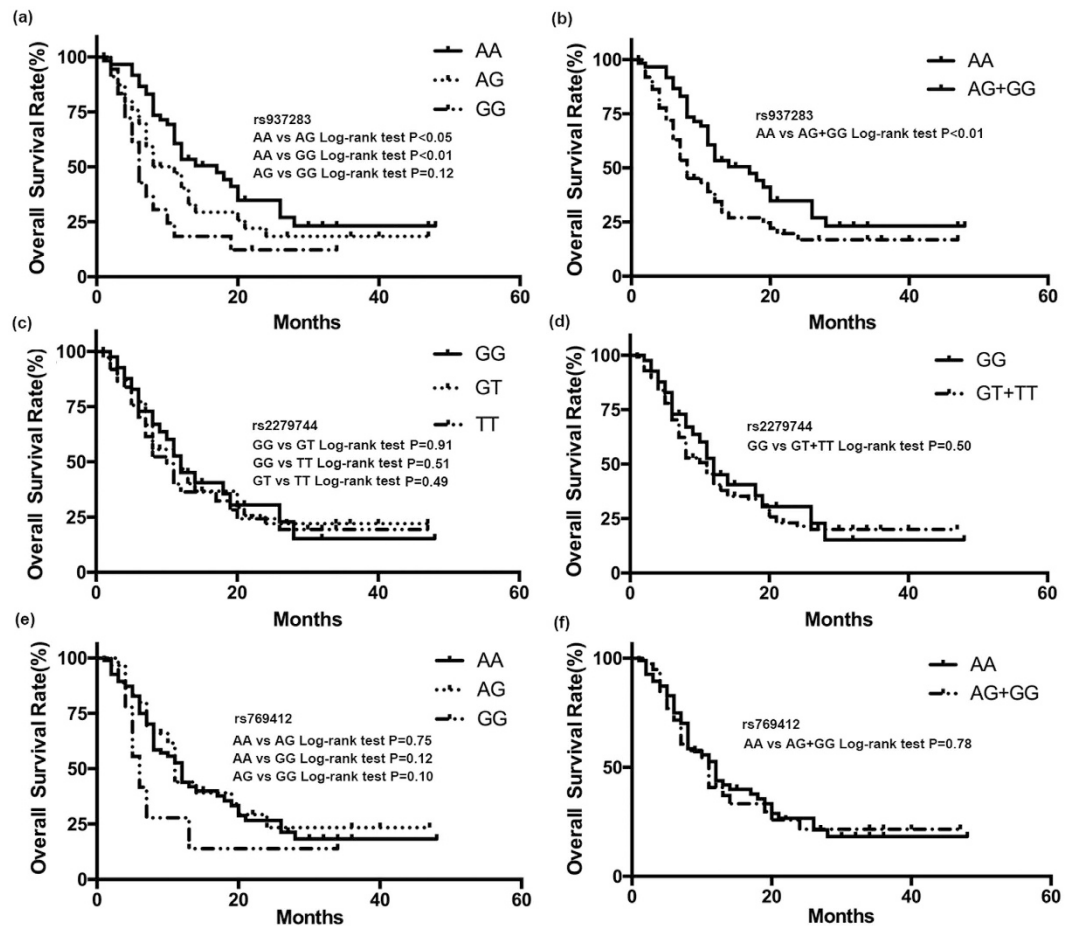 (a)
Overall Survival Rate(%)
100
75
50
25
0
0 20 40 60
Months
AA
AG
GG
rs937283
AA vs AG Log-rank test P<0.05
AA vs GG Log-rank test P<0.01
AG vs GG Log-rank test P=0.12
(b)
Overall Survival Rate(%)
100
75
50
25
0
0 20 40 60
Months
AA
AG+GG
rs937283
AA vs AG+GG Log-rank test P<0.01
(c)
Overall Survival Rate(%)
100
75
50
25
0
0 20 40 60
Months
GG
GT
TT
rs2279744
GG vs GT Log-rank test P=0.91
GG vs TT Log-rank test P=0.51
GT vs TT Log-rank test P=0.49
(d)
Overall Survival Rate(%)
100
75
50
25
0
0 20 40 60
Months
GG
GT+TT
rs2279744
GG vs GT+TT Log-rank test P=0.50
(e)
Overall Survival Rate(%)
100
75
50
25
0
0 20 40 60
Months
AA
AG
GG
rs769412
AA vs AG Log-rank test P=0.75
AA vs GG Log-rank test P=0.12
AG vs GG Log-rank test P=0.10
(f)
Overall Survival Rate(%)
100
50
0
0 20 40 60
Months
AA
AG+GG
rs769412
AA vs AG+GG Log-rank test P=0.78